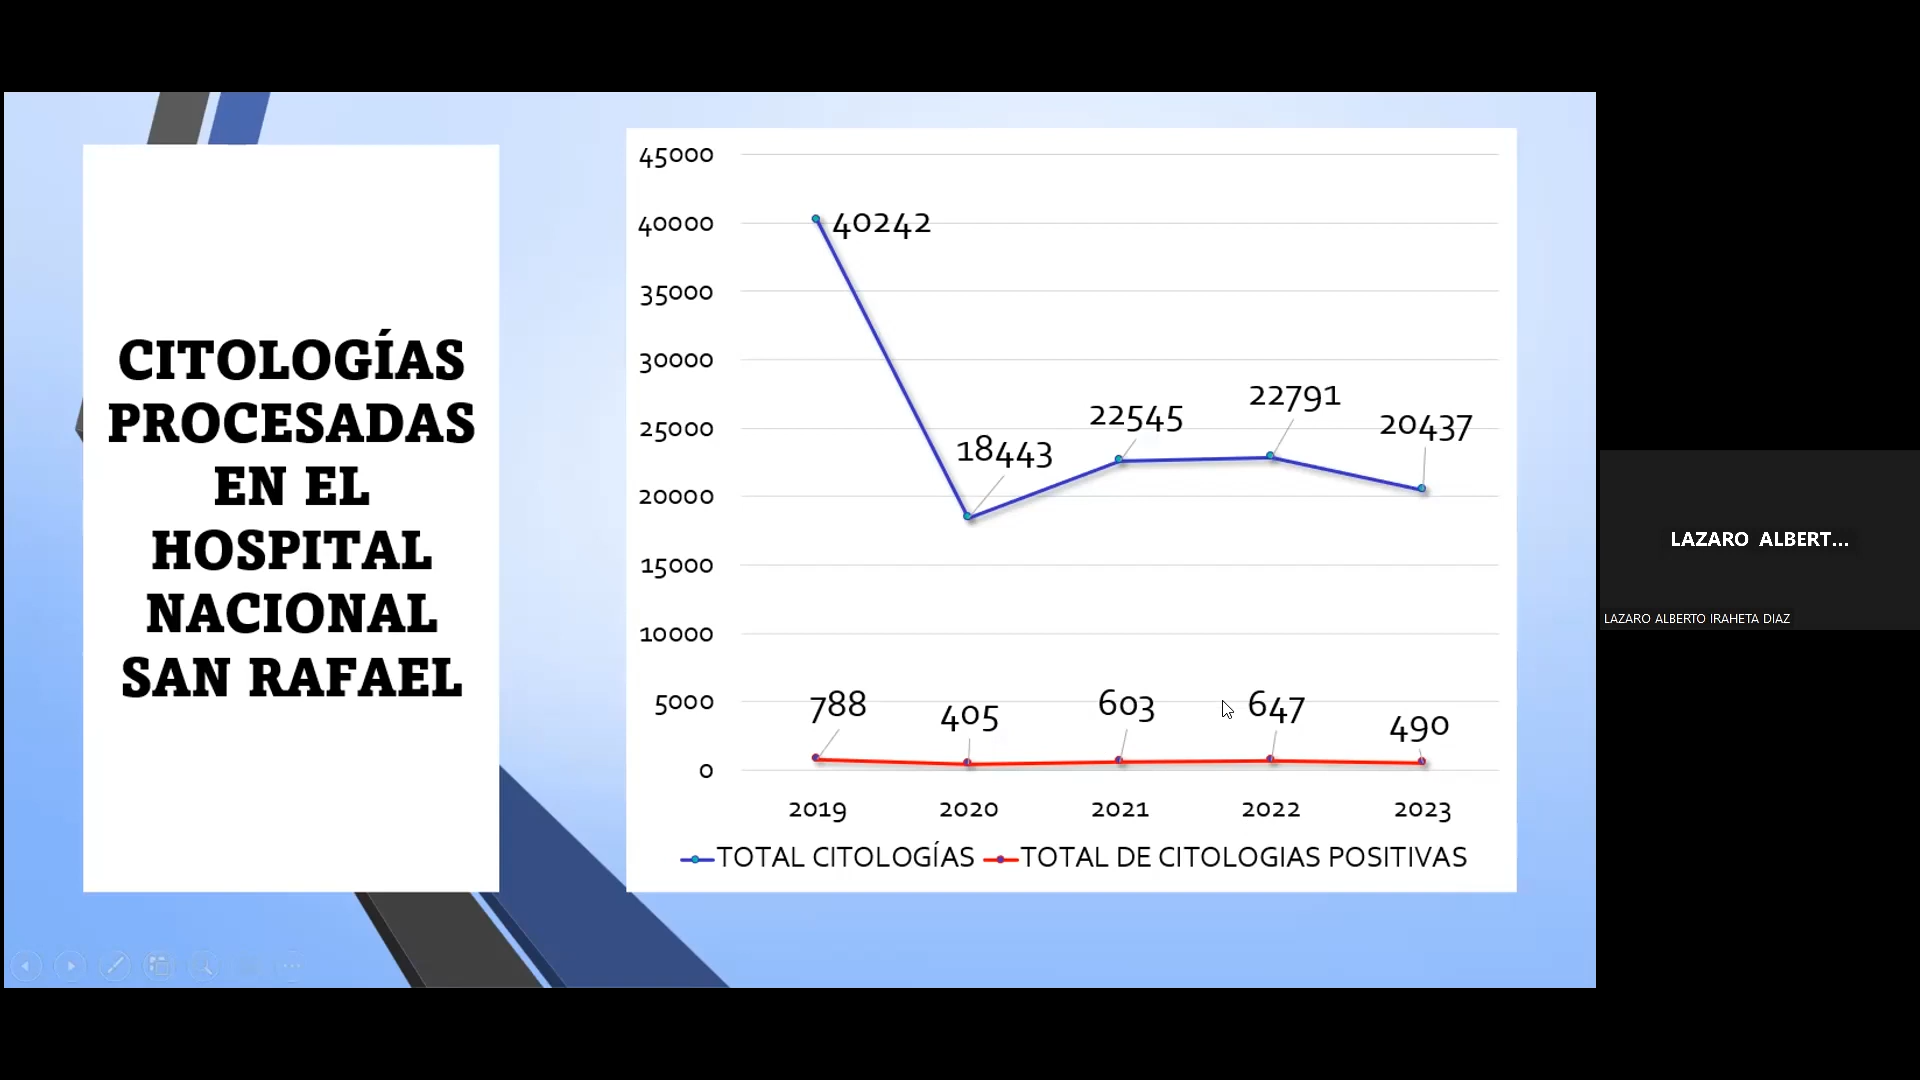 CITOLOGÍAS
PROCESADAS
EN EL
HOSPITAL
NACIONAL
SAN RAFAEL
45000
40000
35000
30000
25000
20000
15000
10000
5000
0
40242
18443
22545
22791
20437
788
405
603
647
490
2019 2020 2021 2022 2023
TOTAL CITOLOGÍAS TOTAL DE CITOLOGIAS POSITIVAS
LAZARO ALBERT...
LAZARO ALBERTO IRAHETA DIAZ